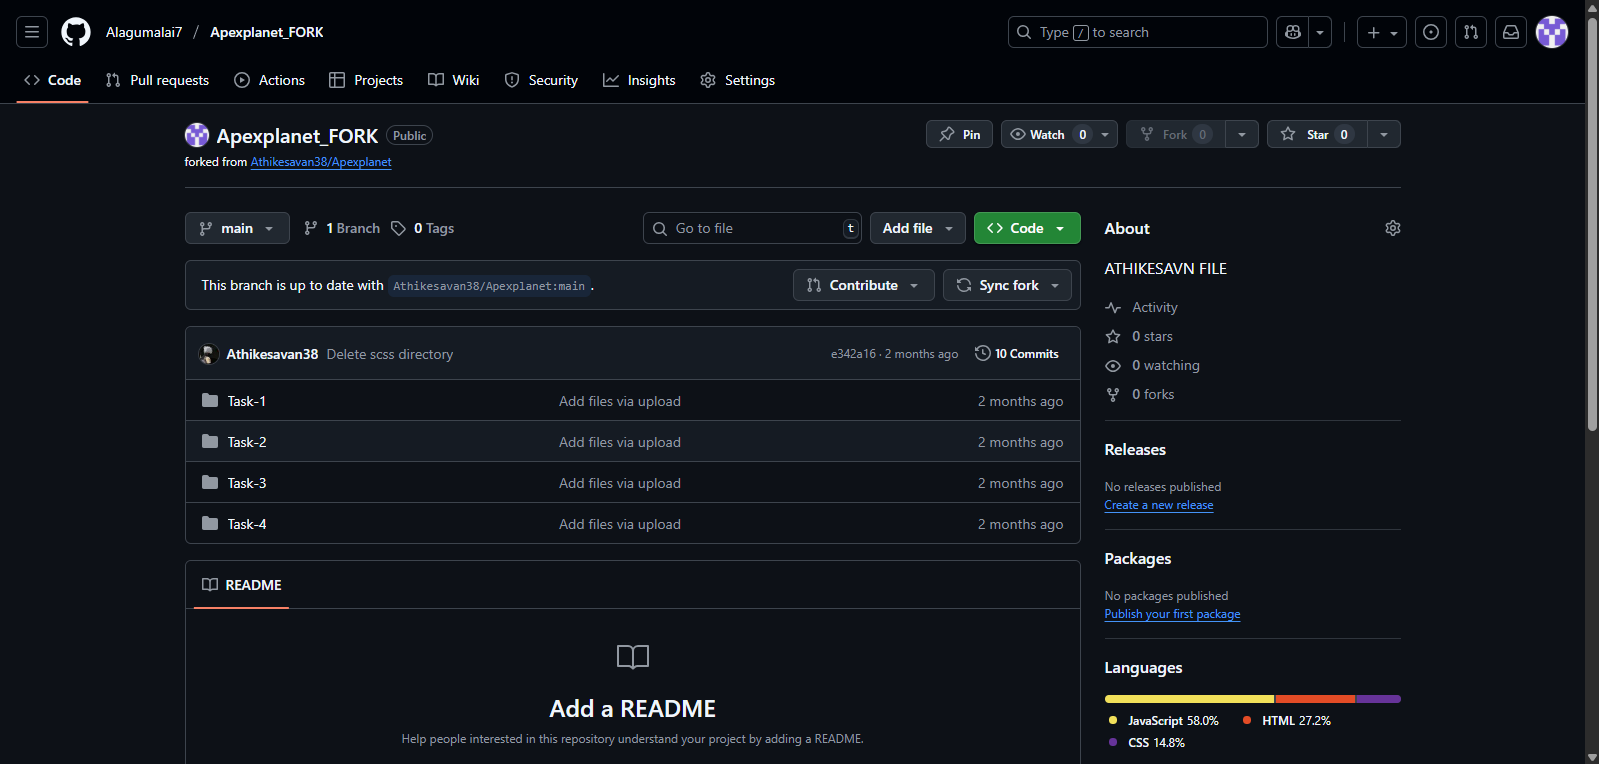 Alagumalai7 / Apexplanet_FORK
Type / to search
Code Pull requests Actions Projects Wiki Security Insights Settings
Apexplanet_FORK Public
Pin Watch 0 Fork 0 Star 0
forked from Athikesavan38/Apexplanet
main 1 Branch 0 Tags Go to file t Add file Code
This branch is up to date with Athikesavan38/Apexplanet:main . Contribute Sync fork
Athikesavan38 Delete scss directory e342a16 · 2 months ago 10 Commits
Task-1 Add files via upload 2 months ago
Task-2 Add files via upload 2 months ago
Task-3 Add files via upload 2 months ago
Task-4 Add files via upload 2 months ago
README
Add a README
Help people interested in this repository understand your project by adding a README.
About
ATHIKESAVN FILE
Activity
0 stars
0 watching
0 forks
Releases
No releases published
Create a new release
Packages
No packages published
Publish your first package
Languages
JavaScript 58.0% HTML 27.2%
CSS 14.8%